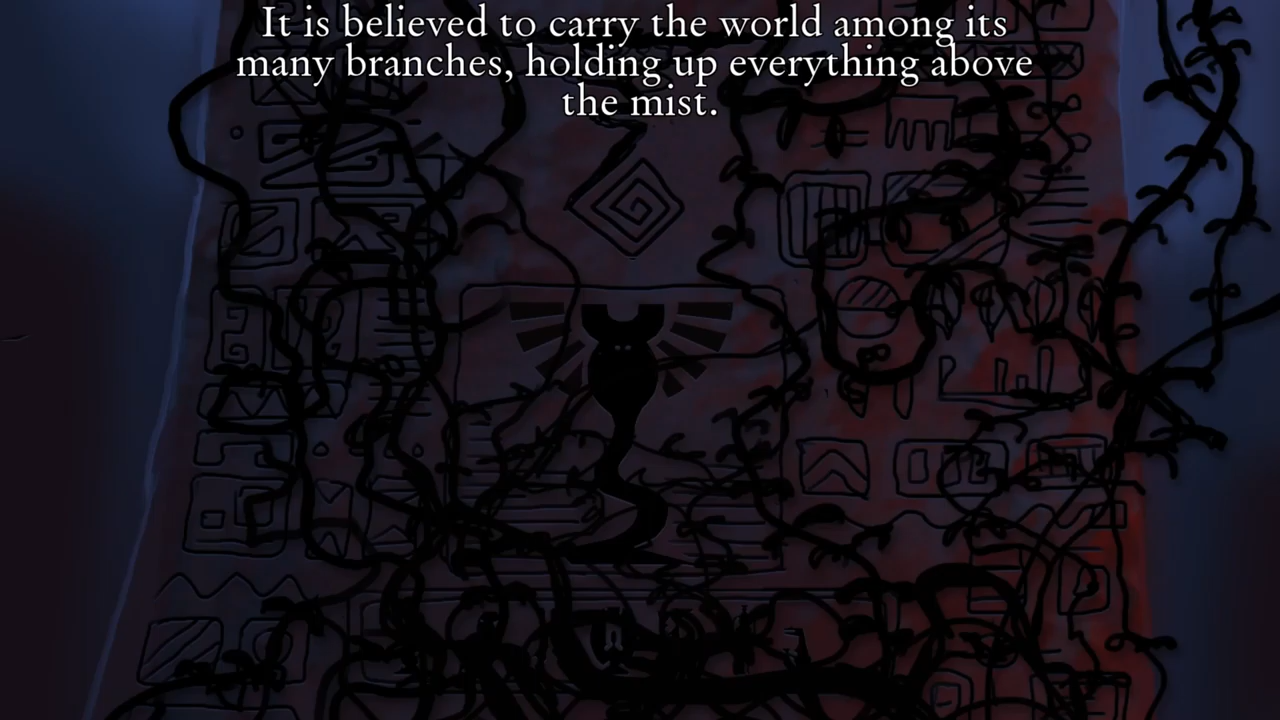 It is believed to carry the world among its
many branches, holding up everything above
the mist.